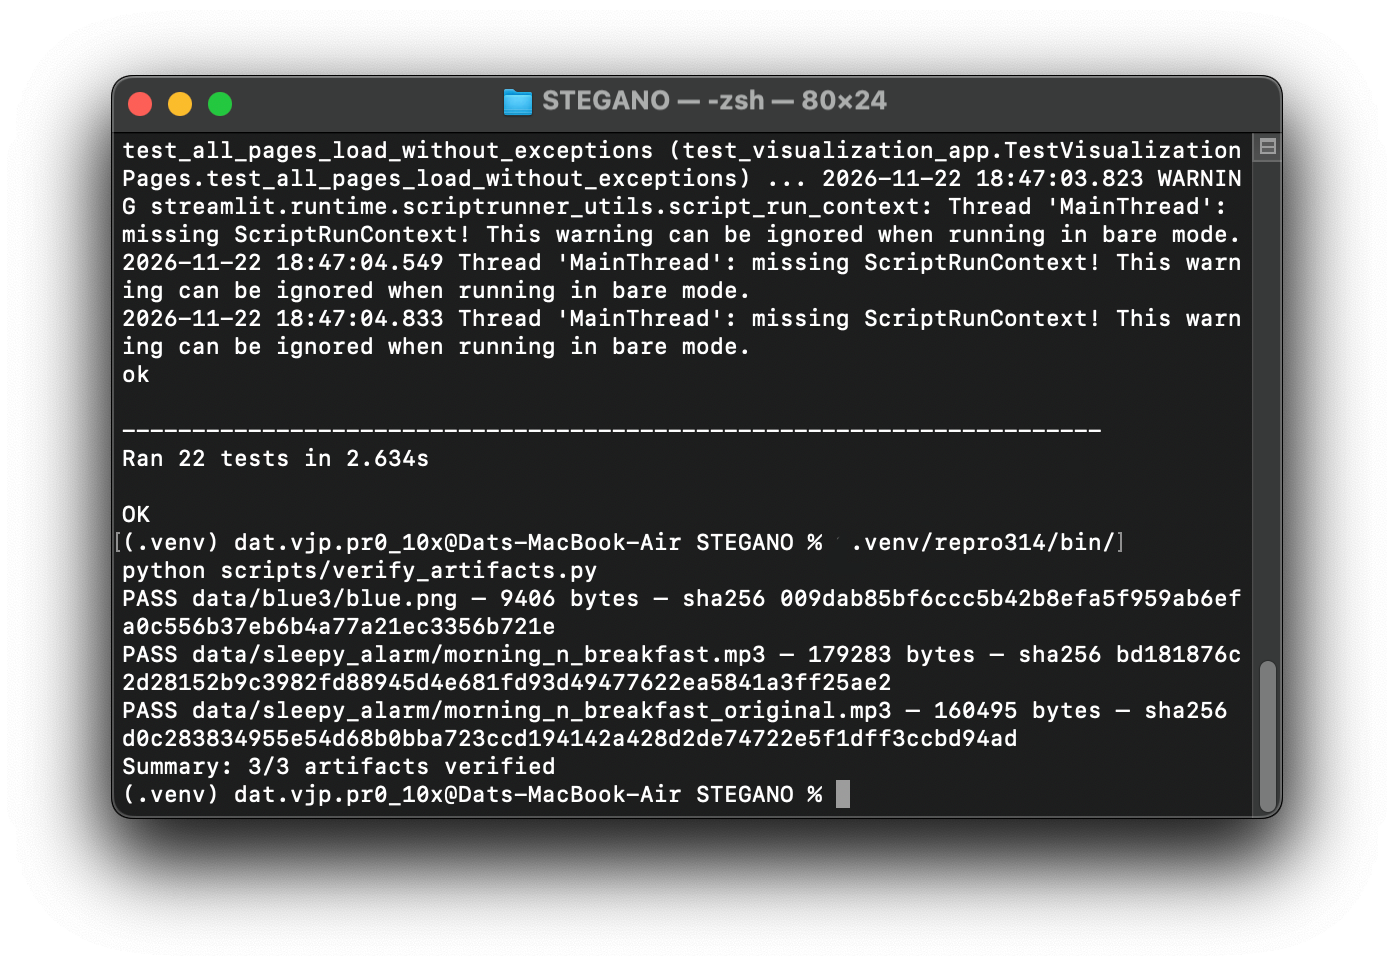 STEGANO — -zsh — 80×24
test_all_pages_load_without_exceptions (test_visualization_app.TestVisualization
Pages.test_all_pages_load_without_exceptions) ... 2026-11-22 18:47:03.823 WARNIN
G streamlit.runtime.scriptrunner_utils.script_run_context: Thread 'MainThread':
missing ScriptRunContext! This warning can be ignored when running in bare mode.
2026-11-22 18:47:04.549 Thread 'MainThread': missing ScriptRunContext! This warn
ing can be ignored when running in bare mode.
2026-11-22 18:47:04.833 Thread 'MainThread': missing ScriptRunContext! This warn
ing can be ignored when running in bare mode.
ok
----------------------------------------------------------------------
Ran 22 tests in 2.634s
OK
[(.venv) dat.vjp.pr0_10x@Dats-MacBook-Air STEGANO %   .venv/repro314/bin/]
python scripts/verify_artifacts.py
PASS data/blue3/blue.png — 9406 bytes — sha256 009dab85bf6ccc5b42b8efa5f959ab6ef
a0c556b37eb6b4a77a21ec3356b721e
PASS data/sleepy_alarm/morning_n_breakfast.mp3 — 179283 bytes — sha256 bd181876c
2d28152b9c3982fd88945d4e681fd93d49477622ea5841a3ff25ae2
PASS data/sleepy_alarm/morning_n_breakfast_original.mp3 — 160495 bytes — sha256
d0c283834955e54d68b0bba723ccd194142a428d2de74722e5f1dff3ccbd94ad
Summary: 3/3 artifacts verified
(.venv) dat.vjp.pr0_10x@Dats-MacBook-Air STEGANO %